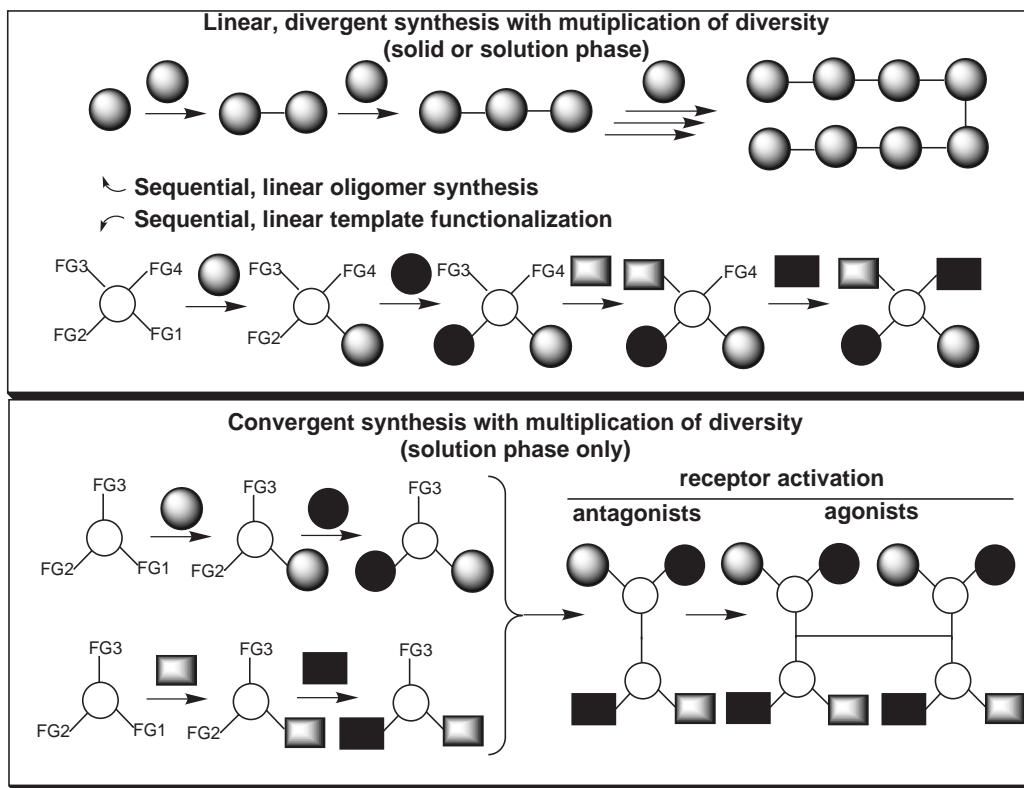 Linear, divergent synthesis with mutiplication of diversity
(solid or solution phase)
Sequential, linear oligomer synthesis
Sequential, linear template functionalization
FG3 FG4 FG3 FG4 FG3 FG4 FG4
FG2 FG1 FG2
Convergent synthesis with multiplication of diversity
(solution phase only)
receptor activation
antagonists agonists
FG3 FG3 FG3
FG2 FG1 FG2
FG3 FG3 FG3
FG2 FG1 FG2